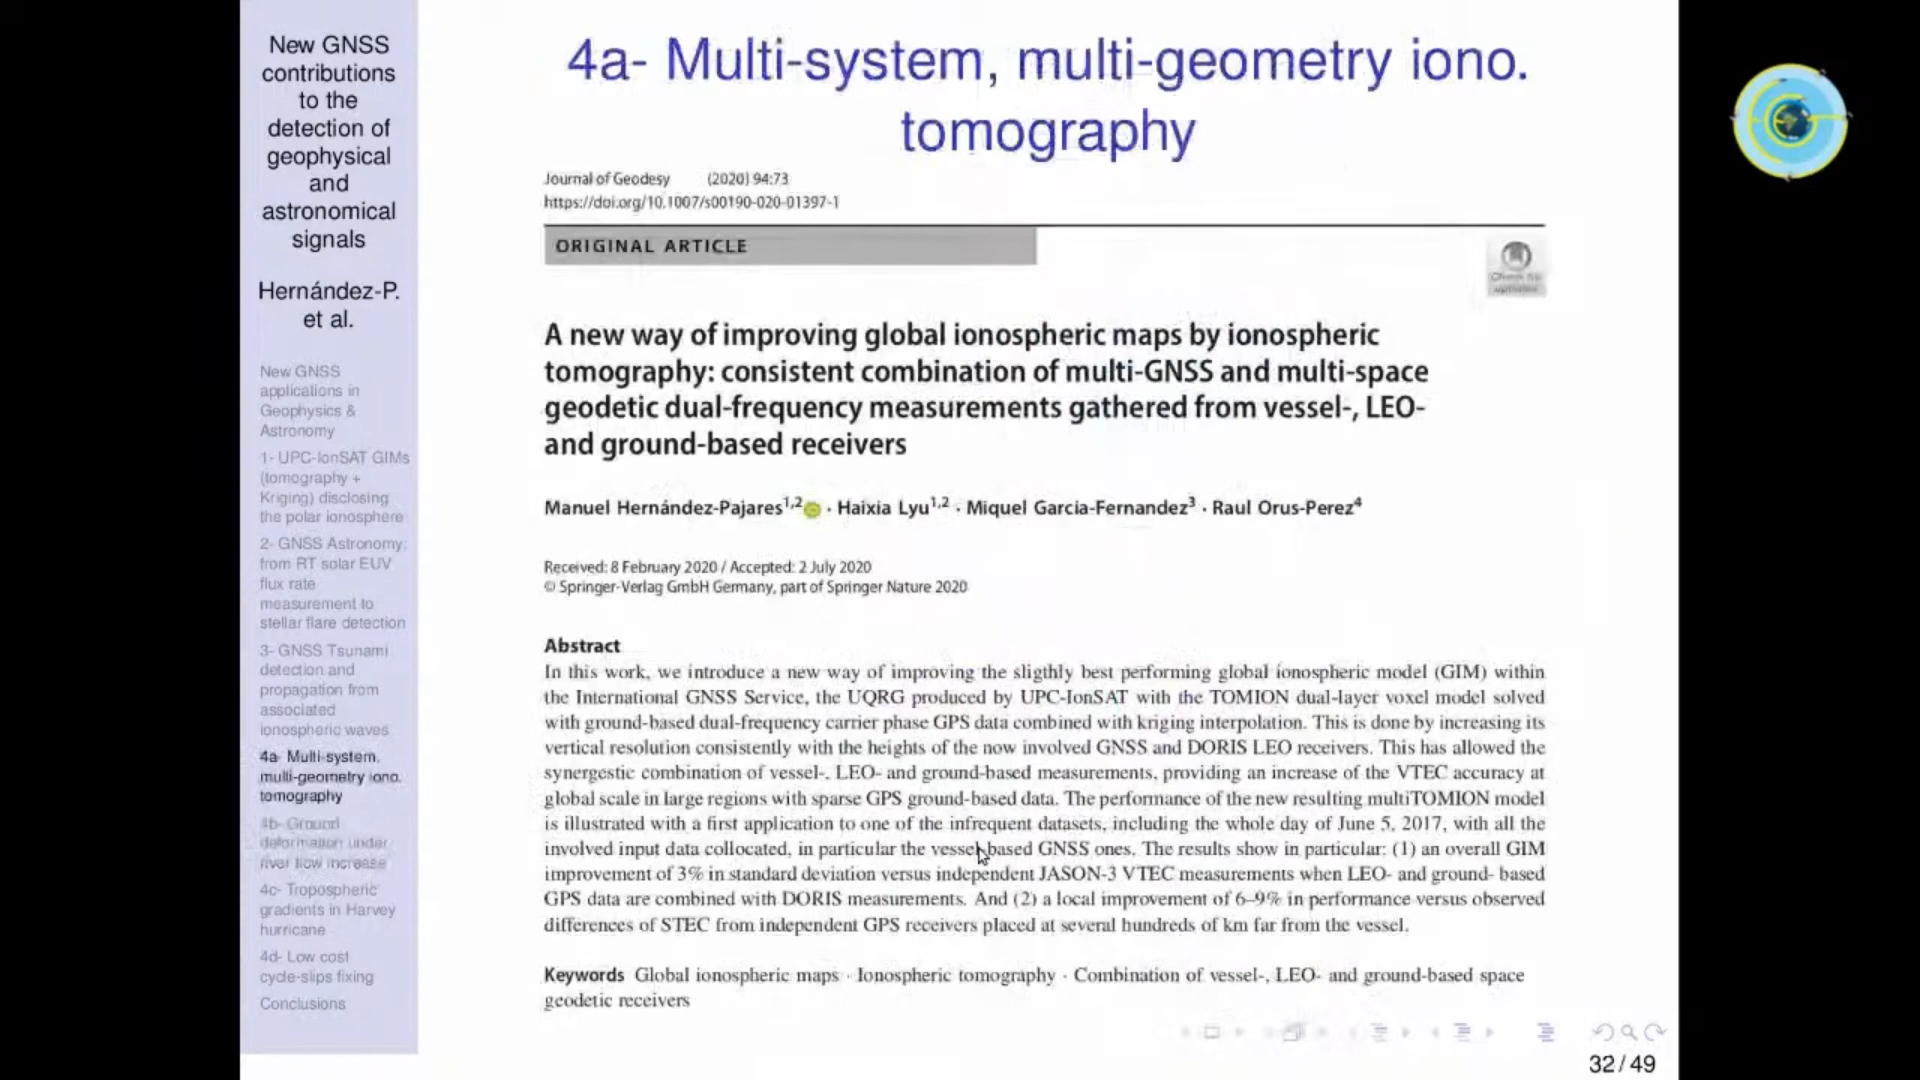 New GNSS
contributions
to the
detection of
geophysical
and
astronomical
signals
Hernández-P.
et al.
New GNSS
applications in
Geophysics &
Astronomy
1- UPC-IonSAT GIMs
(tomography +
Kriging) disclosing
the polar ionosphere
2- GNSS Astronomy:
from RT solar EUV
flux rate
measurement to
stellar flare detection
3- GNSS Tsunami
detection and
propagation from
associated
ionospheric waves
4a- Multi-system,
multi-geometry iono.
tomography
4b- Ground
deformation under
river flow increase
4c- Tropospheric
gradients in Harvey
hurricane
4d- Low cost
cycle-slips fixing
Conclusions
4a- Multi-system, multi-geometry iono.
tomography
Journal of Geodesy (2020) 94:73
https://doi.org/10.1007/s00190-020-01397-1
ORIGINAL ARTICLE
Check for
updates
A new way of improving global ionospheric maps by ionospheric
tomography: consistent combination of multi-GNSS and multi-space
geodetic dual-frequency measurements gathered from vessel-, LEO-
and ground-based receivers
Manuel Hernández-Pajares1,2 · Haixia Lyu1,2 · Miquel Garcia-Fernandez3 · Raul Orus-Perez4
Received: 8 February 2020 / Accepted: 2 July 2020
© Springer-Verlag GmbH Germany, part of Springer Nature 2020
Abstract
In this work, we introduce a new way of improving the sligthly best performing global ionospheric model (GIM) within
the International GNSS Service, the UQRG produced by UPC-IonSAT with the TOMION dual-layer voxel model solved
with ground-based dual-frequency carrier phase GPS data combined with kriging interpolation. This is done by increasing its
vertical resolution consistently with the heights of the now involved GNSS and DORIS LEO receivers. This has allowed the
synergestic combination of vessel-, LEO- and ground-based measurements, providing an increase of the VTEC accuracy at
global scale in large regions with sparse GPS ground-based data. The performance of the new resulting multiTOMION model
is illustrated with a first application to one of the infrequent datasets, including the whole day of June 5, 2017, with all the
involved input data collocated, in particular the vessel-based GNSS ones. The results show in particular: (1) an overall GIM
improvement of 3% in standard deviation versus independent JASON-3 VTEC measurements when LEO- and ground- based
GPS data are combined with DORIS measurements. And (2) a local improvement of 6–9% in performance versus observed
differences of STEC from independent GPS receivers placed at several hundreds of km far from the vessel.
Keywords Global ionospheric maps · Ionospheric tomography · Combination of vessel-, LEO- and ground-based space
geodetic receivers
32/49